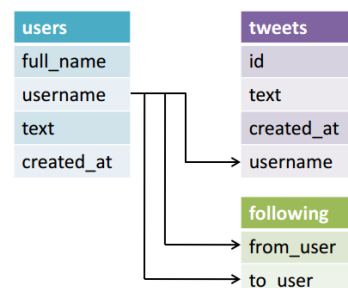 users
full_name
username
text
created_at
tweets
id
text
created_at
username
following
from_user
to_user